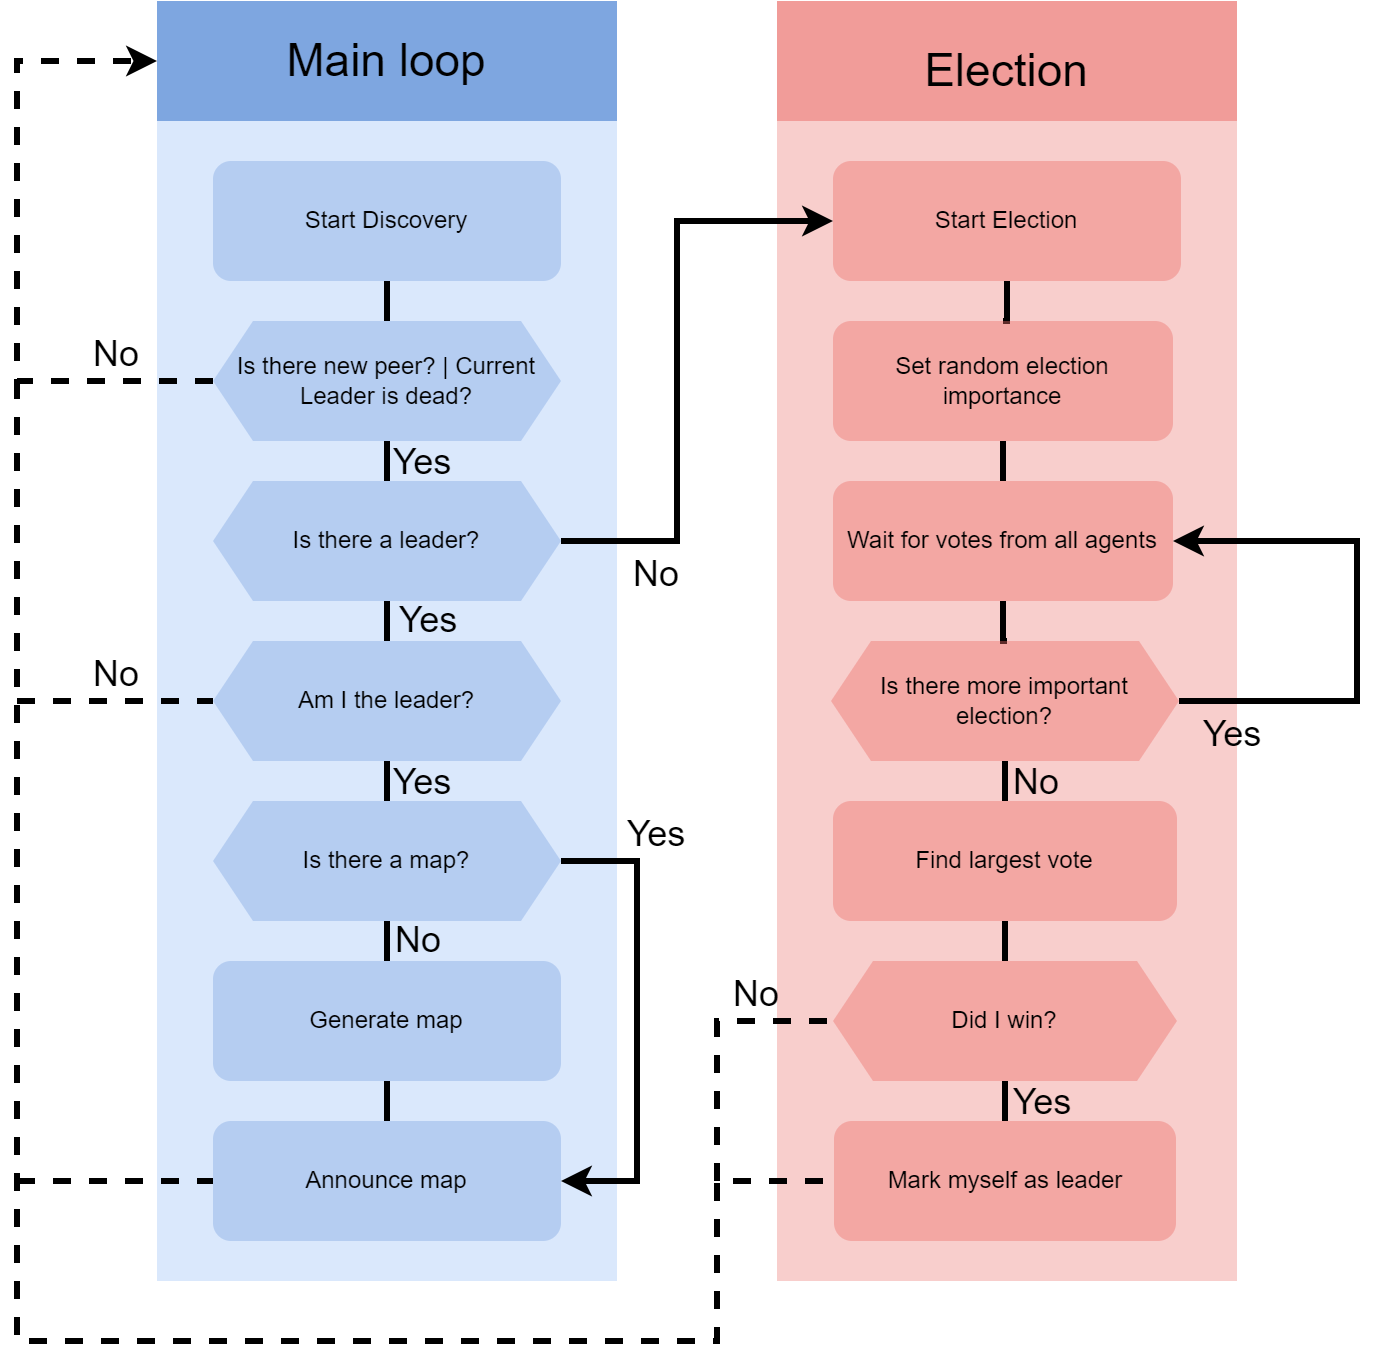 Main loop
Start Discovery
No
Is there new peer? | Current
Leader is dead?
Yes
Is there a leader?
No
Yes
No
Am I the leader?
Yes
Is there a map?
Yes
No
Generate map
Announce map
Election
Start Election
Set random election
importance
Wait for votes from all agents
Is there more important
election?
Yes
No
Find largest vote
No
Did I win?
Yes
Mark myself as leader